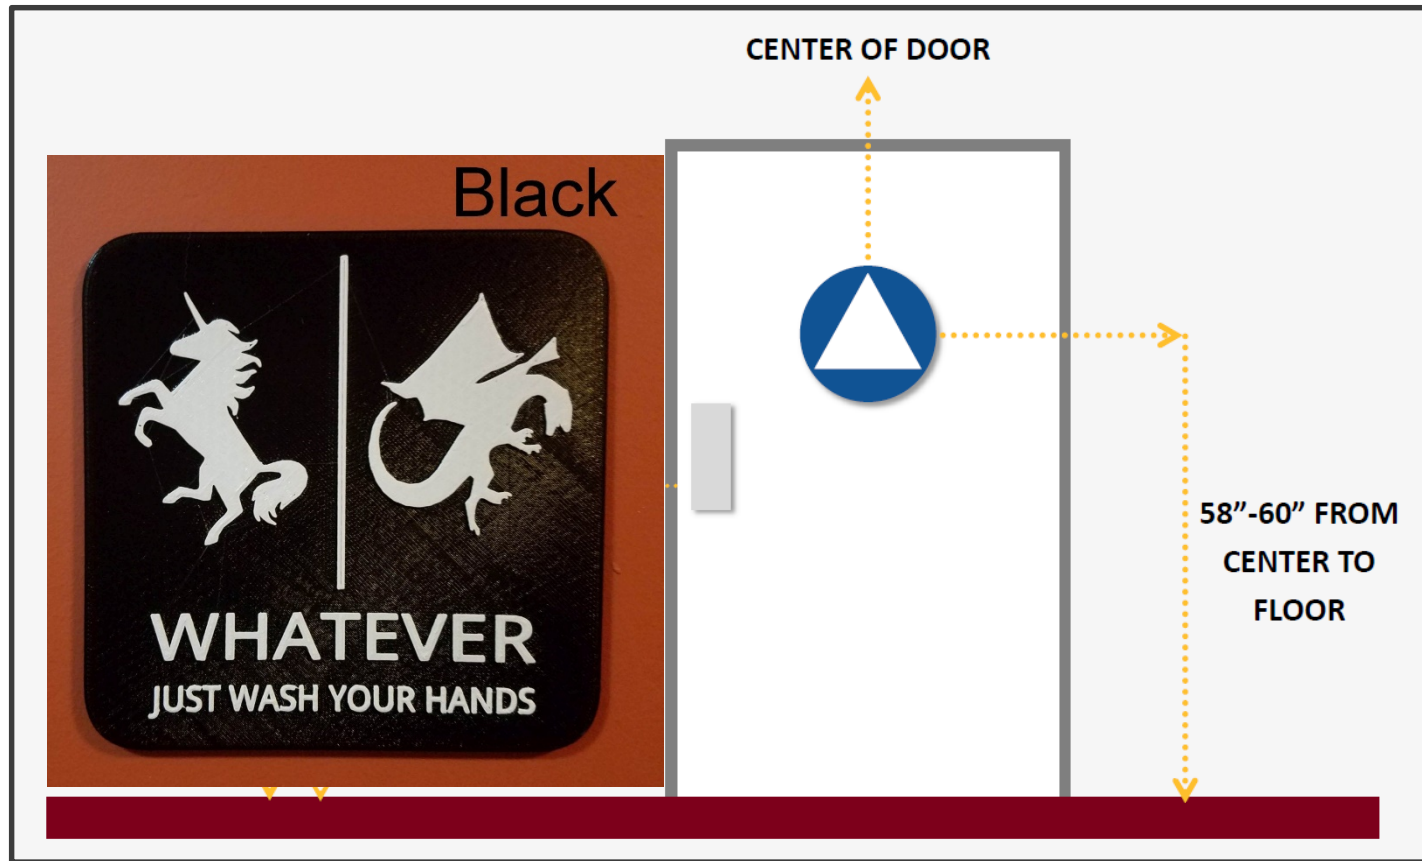 CENTER OF DOOR
Black
WHATEVER
JUST WASH YOUR HANDS
58”-60” FROM
CENTER TO
FLOOR